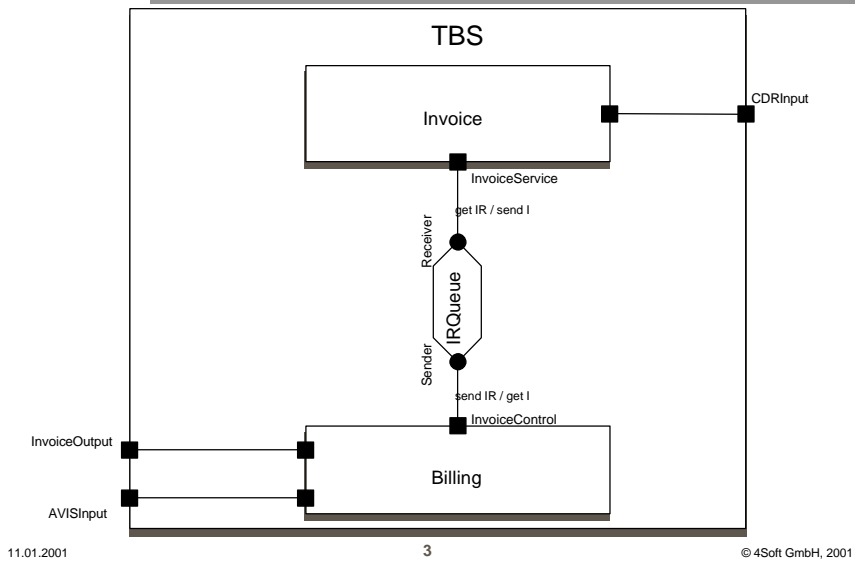 TBS
CDRInput
Invoice
InvoiceService
get IR / send I
Receiver
IRQueue
Sender
send IR / get I
InvoiceControl
InvoiceOutput
Billing
AVISInput
11.01.2001
3
© 4Soft GmbH, 2001